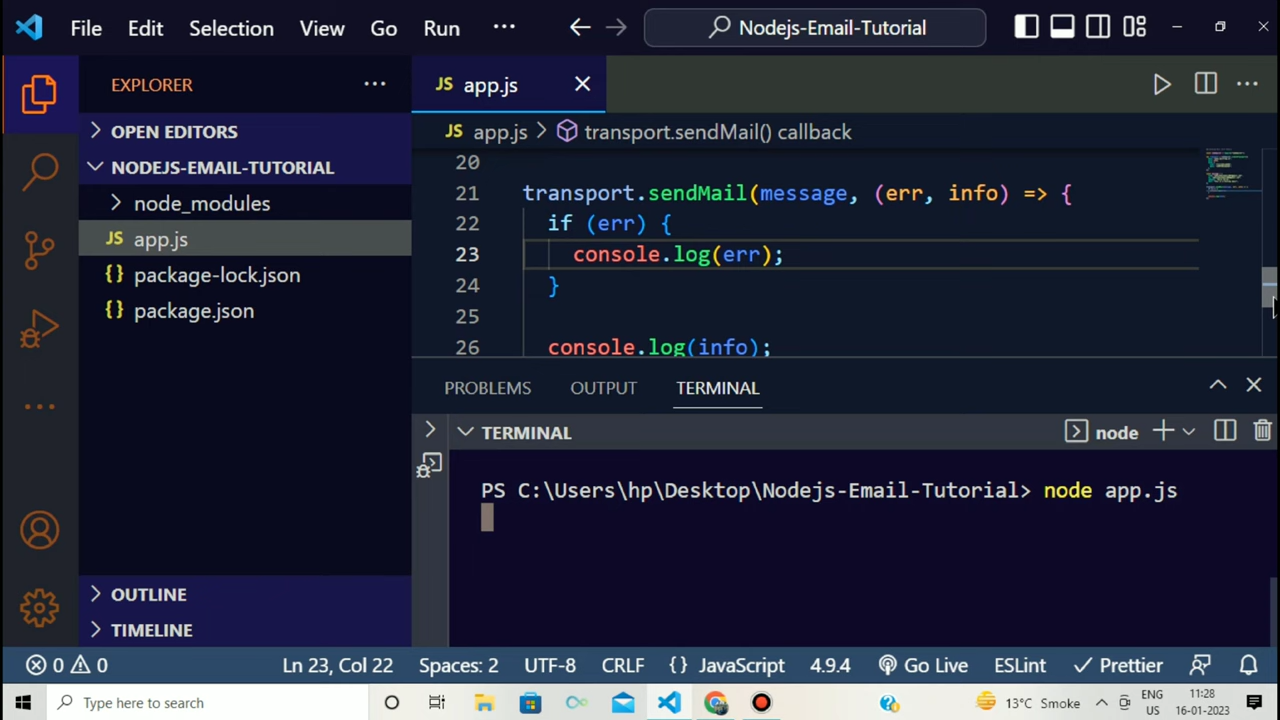 File Edit Selection View Go Run ··· Nodejs-Email-Tutorial
EXPLORER ···
OPEN EDITORS
NODEJS-EMAIL-TUTORIAL
node_modules
JS app.js
{} package-lock.json
{} package.json
OUTLINE
TIMELINE
JS app.js
JS app.js > transport.sendMail() callback
20
21 transport.sendMail(message, (err, info) => {
22 if (err) {
23 console.log(err);
24 }
25
26 console.log(info);
PROBLEMS OUTPUT TERMINAL
TERMINAL node
PS C:\Users\hp\Desktop\Nodejs-Email-Tutorial> node app.js
0 0 Ln 23, Col 22 Spaces: 2 UTF-8 CRLF {} JavaScript 4.9.4 Go Live ESLint Prettier
Type here to search 13°C Smoke ENG US 11:28 16-01-2023